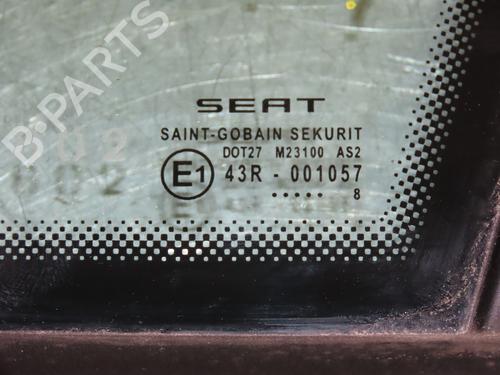 B-PARTS
SEAT
SAINT-GOBAIN SEKURIT
DOT27 M23100 AS2
E1 43R - 001057
..... 8